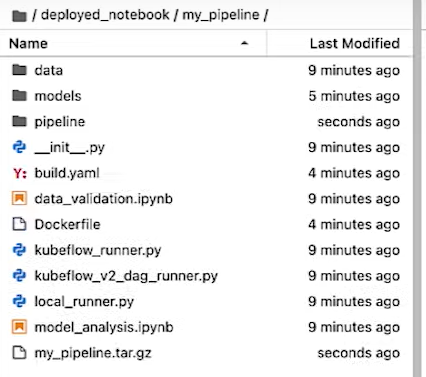 / deployed_notebook / my_pipeline /
Name Last Modified
data 9 minutes ago
models 5 minutes ago
pipeline seconds ago
__init__.py 9 minutes ago
Y: build.yaml 4 minutes ago
data_validation.ipynb 9 minutes ago
Dockerfile 4 minutes ago
kubeflow_runner.py 9 minutes ago
kubeflow_v2_dag_runner.py 9 minutes ago
local_runner.py 9 minutes ago
model_analysis.ipynb 9 minutes ago
my_pipeline.tar.gz seconds ago